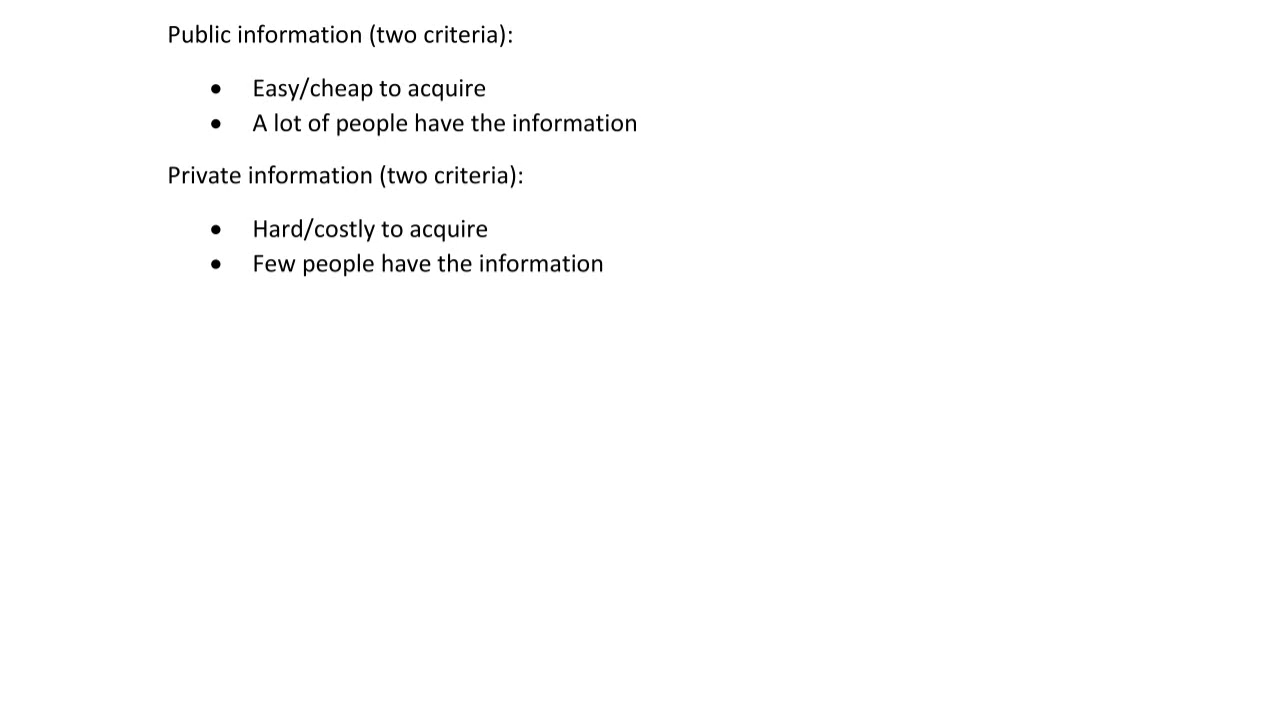 Public information (two criteria):
• Easy/cheap to acquire
• A lot of people have the information
Private information (two criteria):
• Hard/costly to acquire
• Few people have the information